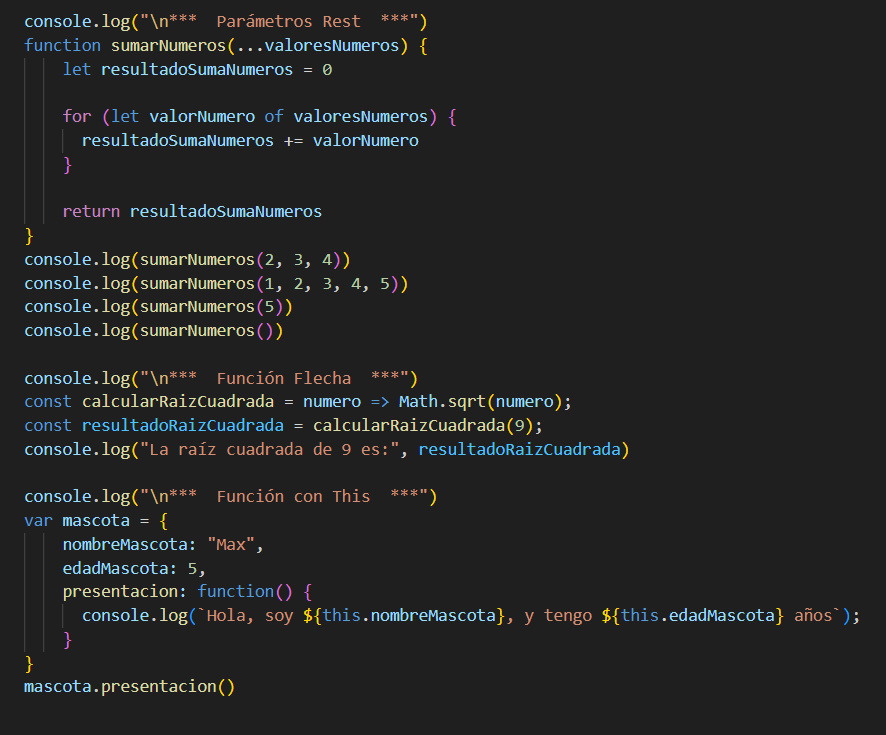 console.log("\n***  Parámetros Rest  ***")
function sumarNumeros(...valoresNumeros) {
    let resultadoSumaNumeros = 0
    for (let valorNumero of valoresNumeros) {
      resultadoSumaNumeros += valorNumero
    }
    return resultadoSumaNumeros
}
console.log(sumarNumeros(2, 3, 4))
console.log(sumarNumeros(1, 2, 3, 4, 5))
console.log(sumarNumeros(5))
console.log(sumarNumeros())
console.log("\n***  Función Flecha  ***")
const calcularRaizCuadrada = numero => Math.sqrt(numero);
const resultadoRaizCuadrada = calcularRaizCuadrada(9);
console.log("La raíz cuadrada de 9 es:", resultadoRaizCuadrada)
console.log("\n***  Función con This  ***")
var mascota = {
    nombreMascota: "Max",
    edadMascota: 5,
    presentacion: function() {
      console.log(`Hola, soy ${this.nombreMascota}, y tengo ${this.edadMascota} años`);
    }
}
mascota.presentacion()